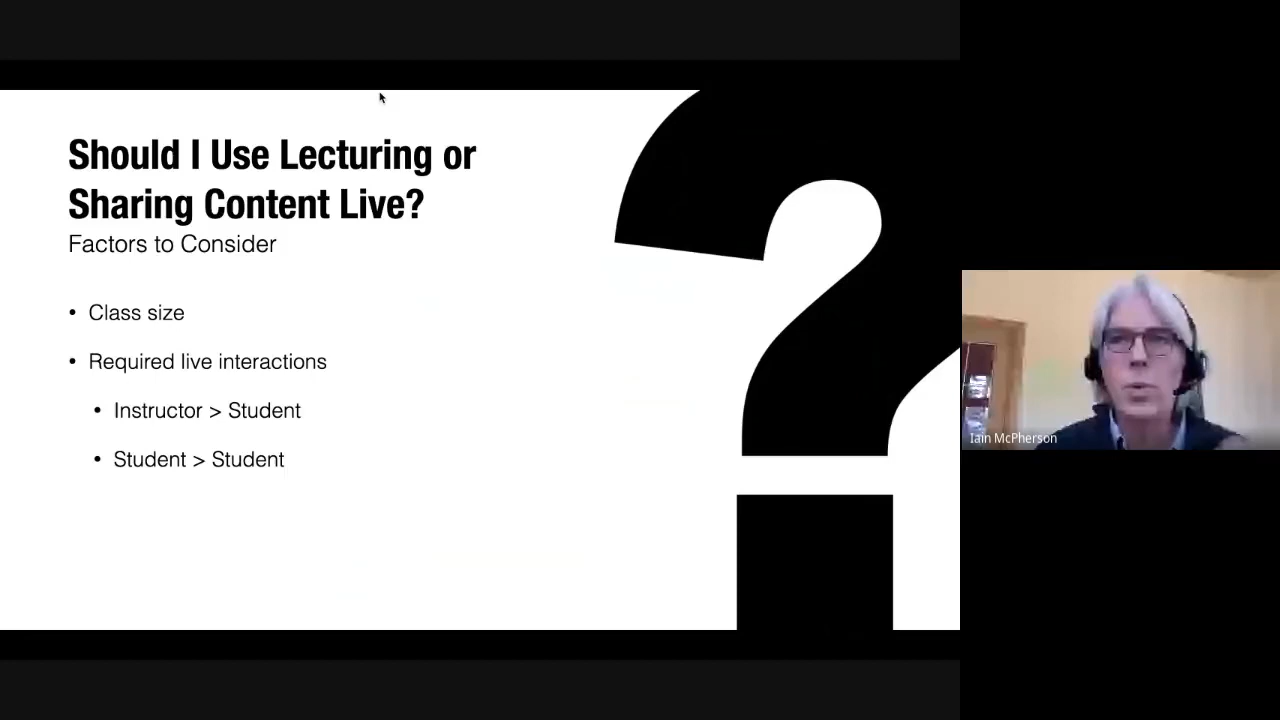 Should I Use Lecturing or
Sharing Content Live?
Factors to Consider
• Class size
• Required live interactions
• Instructor > Student
• Student > Student
?
Iain McPherson